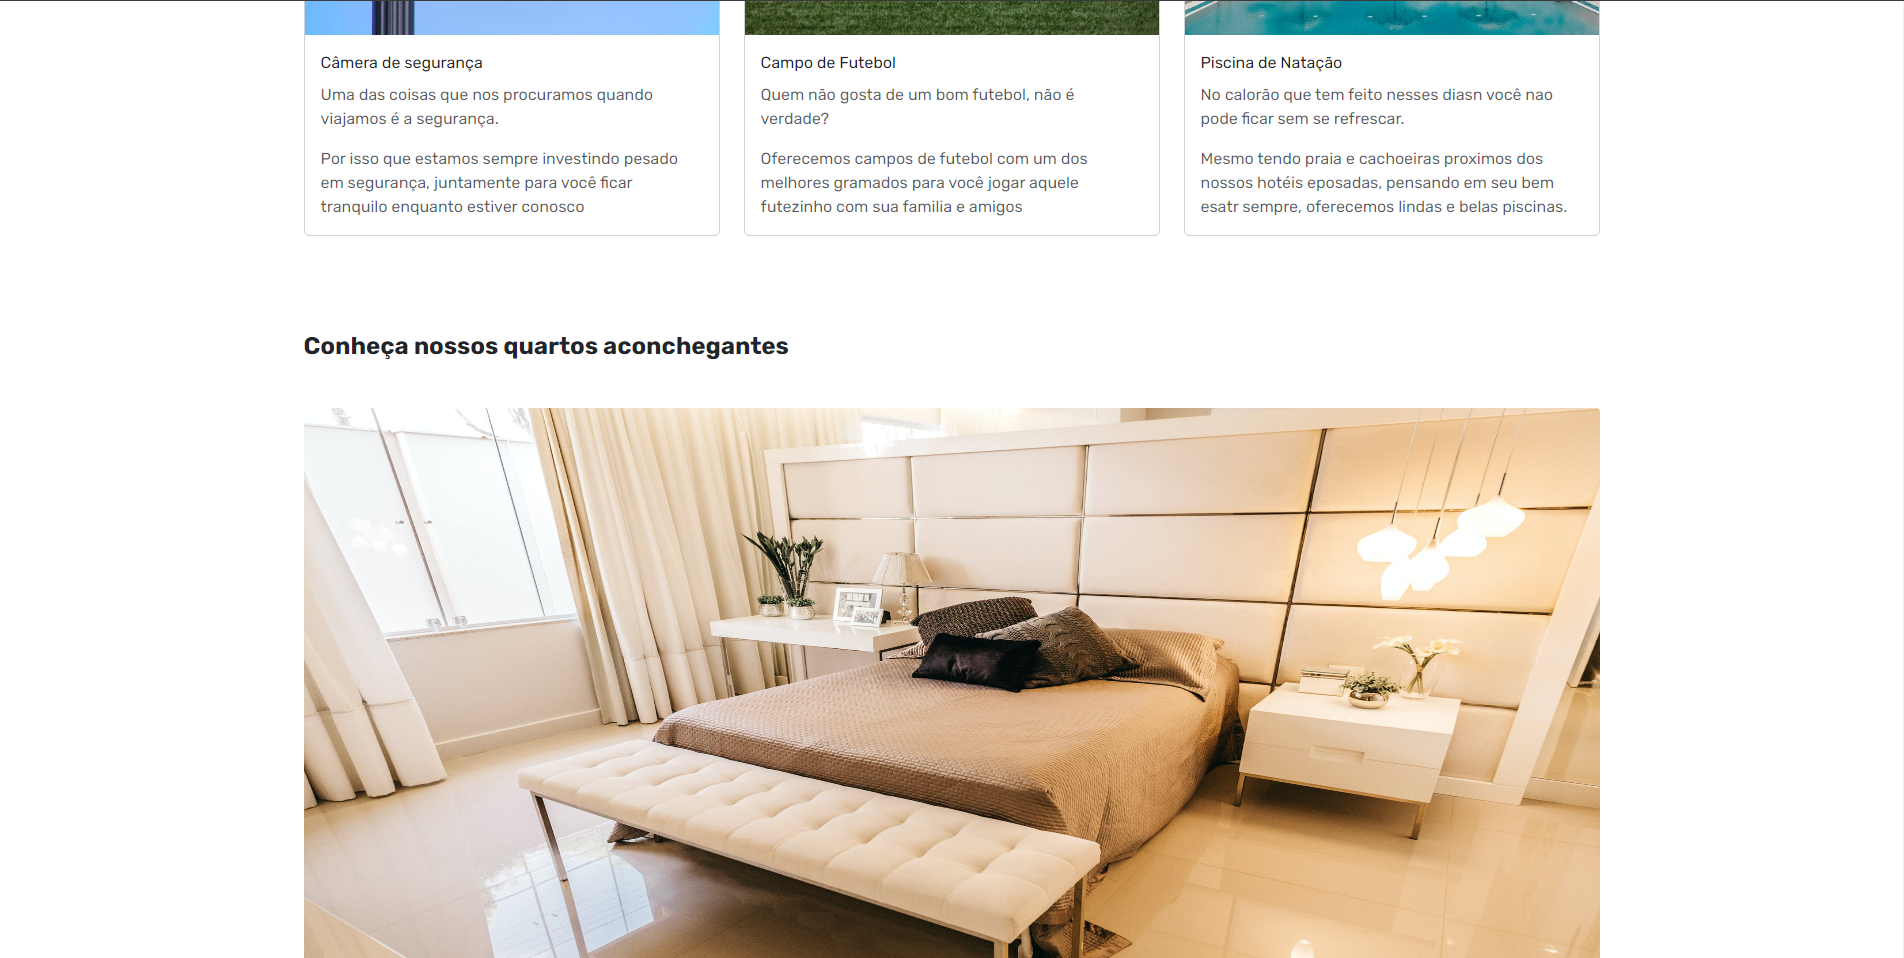 Câmera de segurança
Uma das coisas que nos procuramos quando
viajamos é a segurança.
Por isso que estamos sempre investindo pesado
em segurança, juntamente para você ficar
tranquilo enquanto estiver conosco
Campo de Futebol
Quem não gosta de um bom futebol, não é
verdade?
Oferecemos campos de futebol com um dos
melhores gramados para você jogar aquele
futezinho com sua familia e amigos
Piscina de Natação
No calorão que tem feito nesses diasn você nao
pode ficar sem se refrescar.
Mesmo tendo praia e cachoeiras proximos dos
nossos hotéis eposadas, pensando em seu bem
esatr sempre, oferecemos lindas e belas piscinas.
Conheça nossos quartos aconchegantes